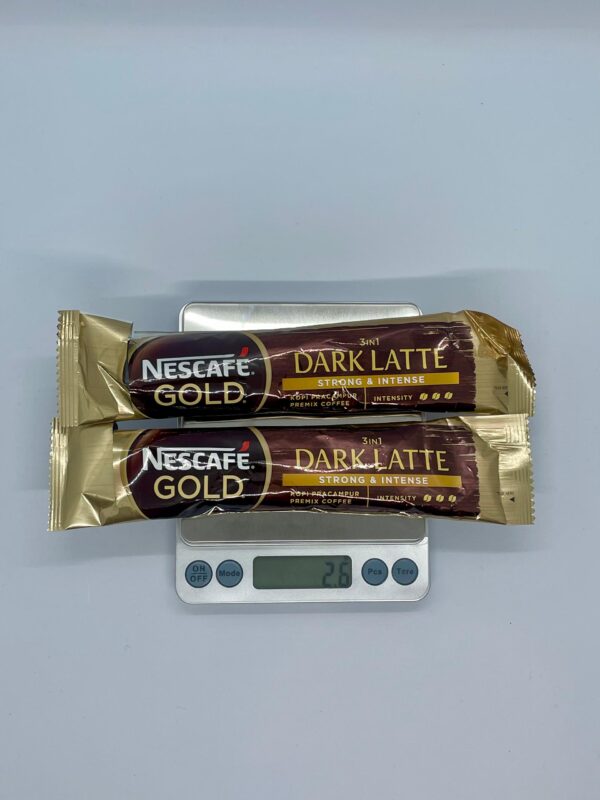 NESCAFÉ
GOLD
3IN1
DARK LATTE
STRONG & INTENSE
KOPI PRACAMPUR
PREMIX COFFEE
INTENSITY
NESCAFÉ
GOLD
3IN1
DARK LATTE
STRONG & INTENSE
KOPI PRACAMPUR
PREMIX COFFEE
INTENSITY
ON
OFF
Mode
2.6
Pcs
Tare